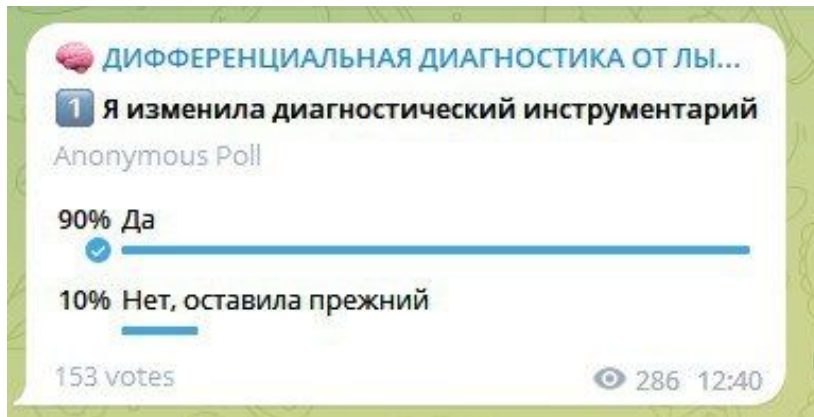 🧠 ДИФФЕРЕНЦИАЛЬНАЯ ДИАГНОСТИКА ОТ ЛЫ...
1 Я изменила диагностический инструментарий
Anonymous Poll
90% Да
10% Нет, оставила прежний
153 votes 286 12:40